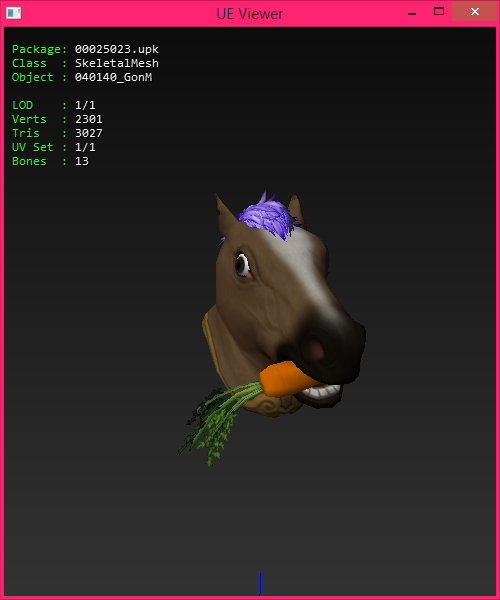 UE Viewer
Package: 00025023.upk
Class  : SkeletalMesh
Object : 040140_GonM
LOD    : 1/1
Verts  : 2301
Tris   : 3027
UV Set : 1/1
Bones  : 13